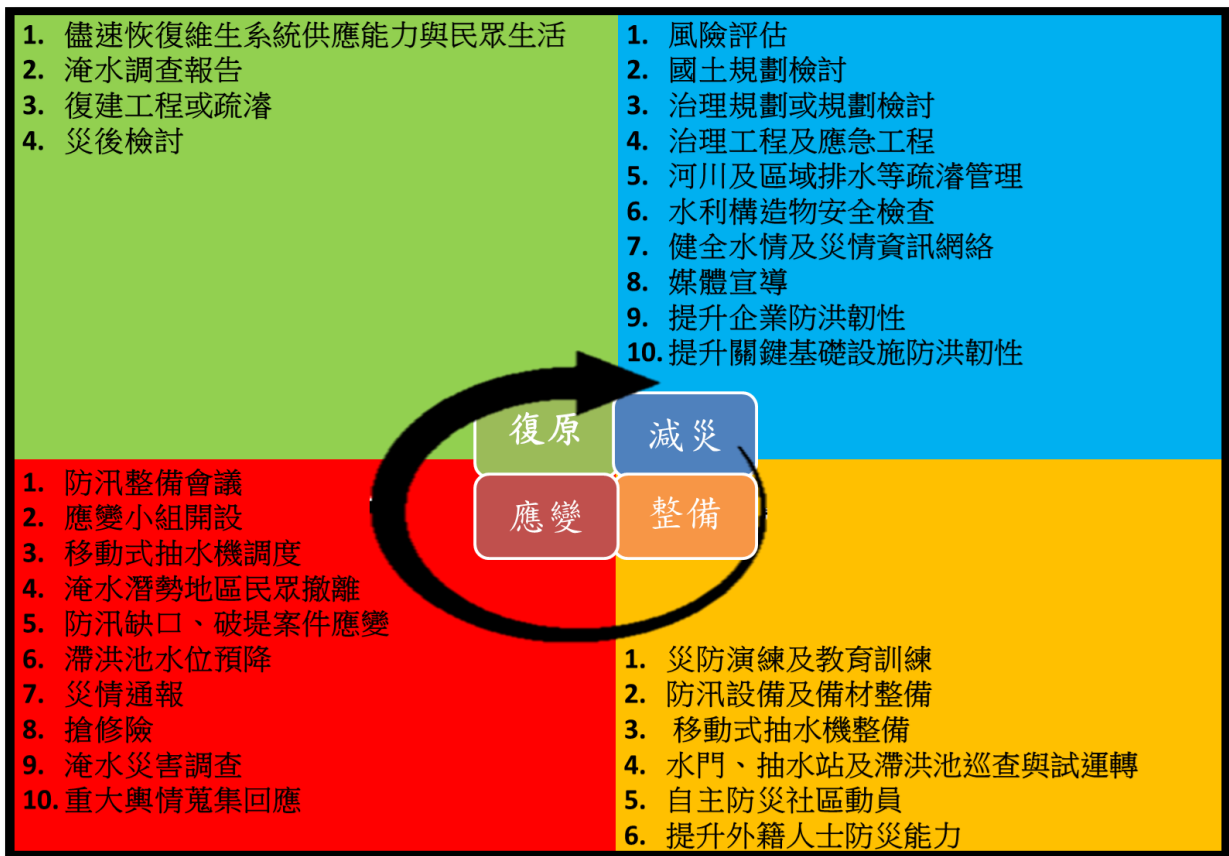 1. 儘速恢復維生系統供應能力與民眾生活
2. 淹水調查報告
3. 復建工程或疏濬
4. 災後檢討
1. 風險評估
2. 國土規劃檢討
3. 治理規劃或規劃檢討
4. 治理工程及應急工程
5. 河川及區域排水等疏濬管理
6. 水利構造物安全檢查
7. 健全水情及災情資訊網絡
8. 媒體宣導
9. 提升企業防洪韌性
10. 提升關鍵基礎設施防洪韌性
復原
減災
應變
整備
1. 防汛整備會議
2. 應變小組開設
3. 移動式抽水機調度
4. 淹水潛勢地區民眾撤離
5. 防汛缺口、破堤案件應變
6. 滯洪池水位預降
7. 災情通報
8. 搶修險
9. 淹水災害調查
10. 重大輿情蒐集回應
1. 災防演練及教育訓練
2. 防汛設備及備材整備
3. 移動式抽水機整備
4. 水門、抽水站及滯洪池巡查與試運轉
5. 自主防災社區動員
6. 提升外籍人士防災能力